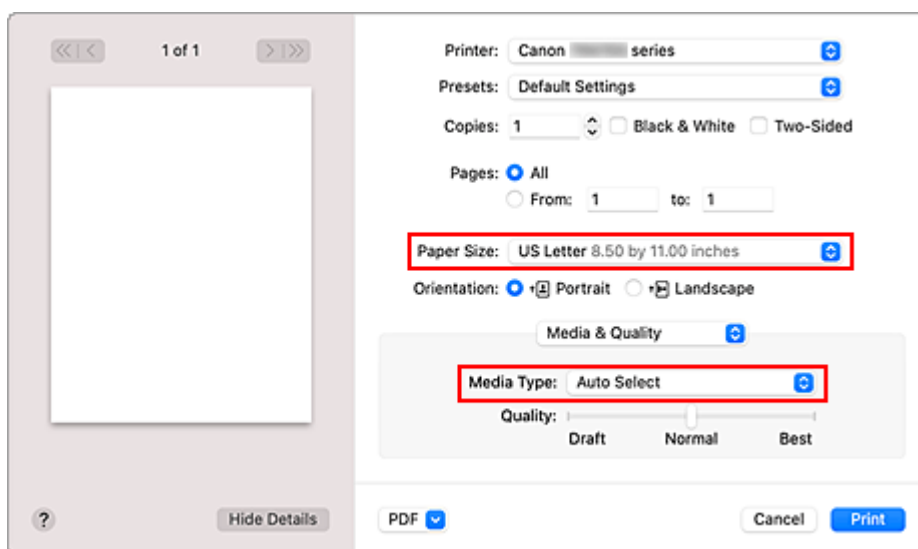 1 of 1
Printer: Canon series
Presets: Default Settings
Copies: 1 Black & White Two-Sided
Pages: All
From: 1 to: 1
Paper Size: US Letter 8.50 by 11.00 inches
Orientation: Portrait Landscape
Media & Quality
Media Type: Auto Select
Quality:
Draft Normal Best
? Hide Details PDF Cancel Print